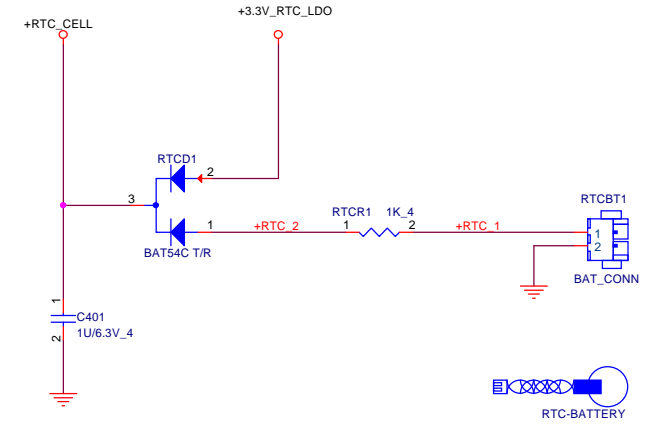 +3.3V_RTC_LDO
+RTC_CELL
RTCD1
2
3
RTCBT1
RTCR1 1K_4
1
+RTC_2
1
2
+RTC_1
1
2
BAT54C T/R
BAT_CONN
1
C401
1U/6.3V_4
2
RTC-BATTERY